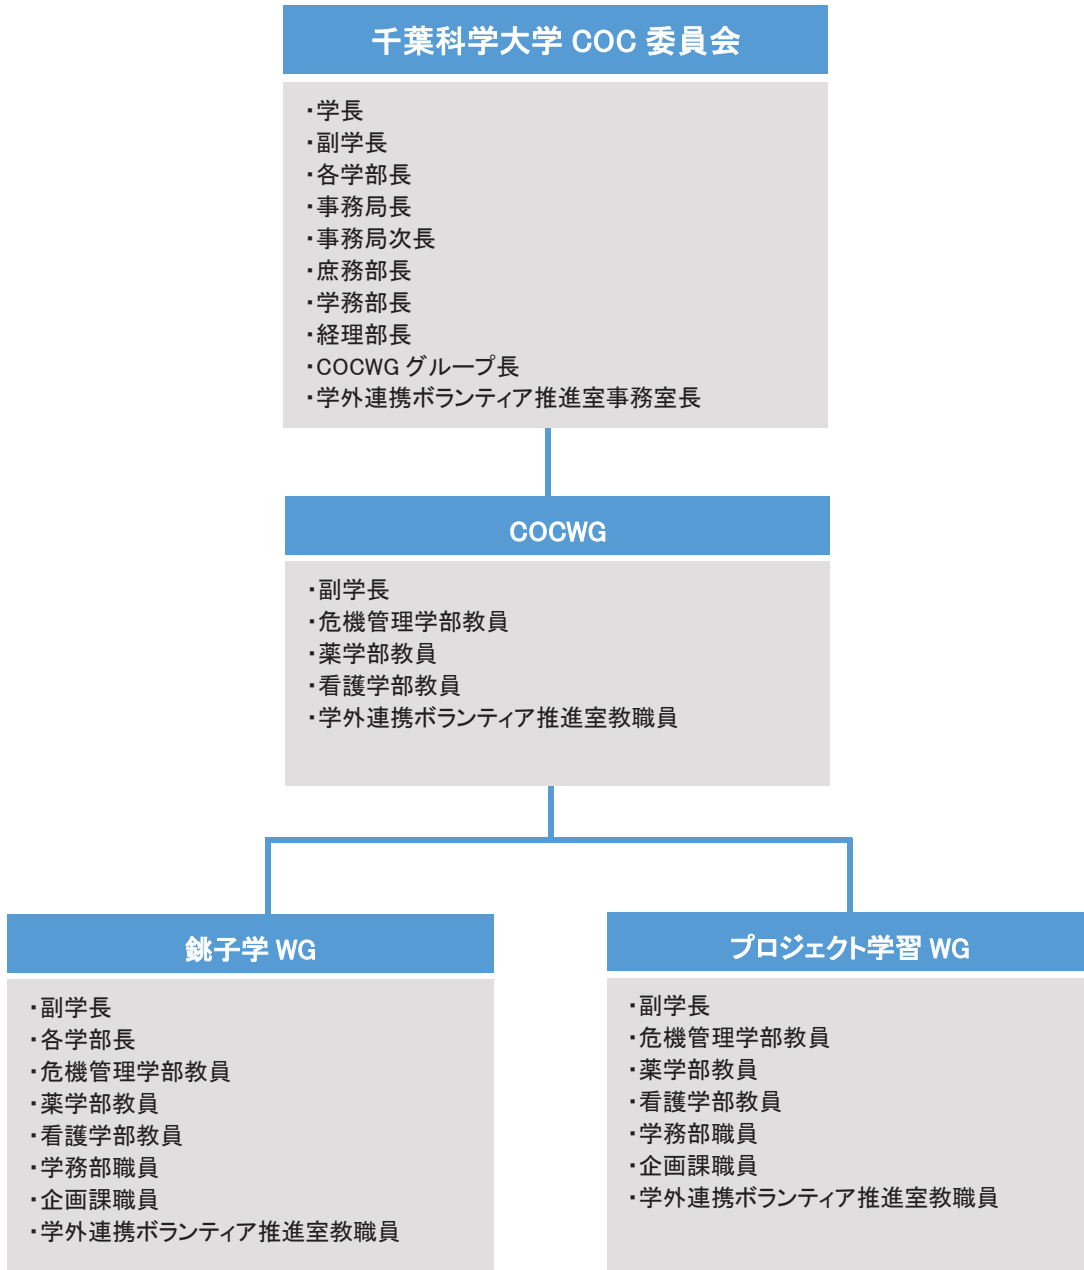 千葉科学大学 COC 委員会
・学長
・副学長
・各学部長
・事務局長
・事務局次長
・庶務部長
・学務部長
・経理部長
・COCWG グループ長
・学外連携ボランティア推進室事務室長
COCWG
・副学長
・危機管理学部教員
・薬学部教員
・看護学部教員
・学外連携ボランティア推進室教職員
銚子学 WG
・副学長
・各学部長
・危機管理学部教員
・薬学部教員
・看護学部教員
・学務部職員
・企画課職員
・学外連携ボランティア推進室教職員
プロジェクト学習 WG
・副学長
・危機管理学部教員
・薬学部教員
・看護学部教員
・学務部職員
・企画課職員
・学外連携ボランティア推進室教職員